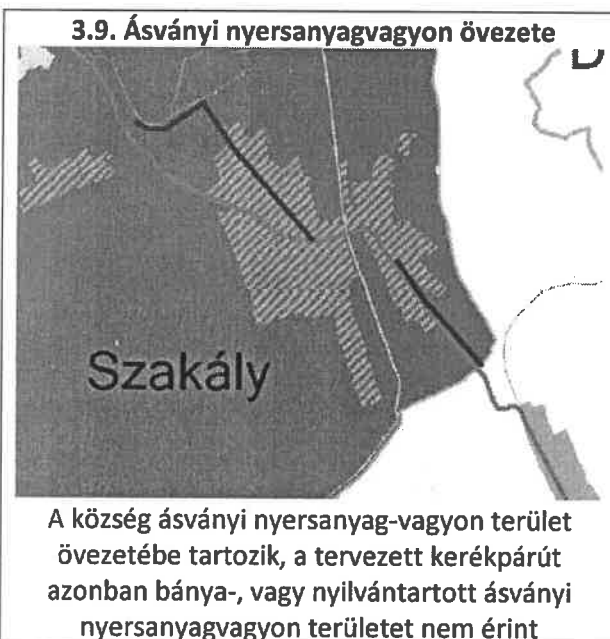 3.9. Ásványi nyersanyagvagyon övezete
Szakály
A község ásványi nyersanyag-vagyon terület
övezetébe tartozik, a tervezett kerékpárút
azonban bánya-, vagy nyilvántartott ásványi
nyersanyagvagyon területet nem érint